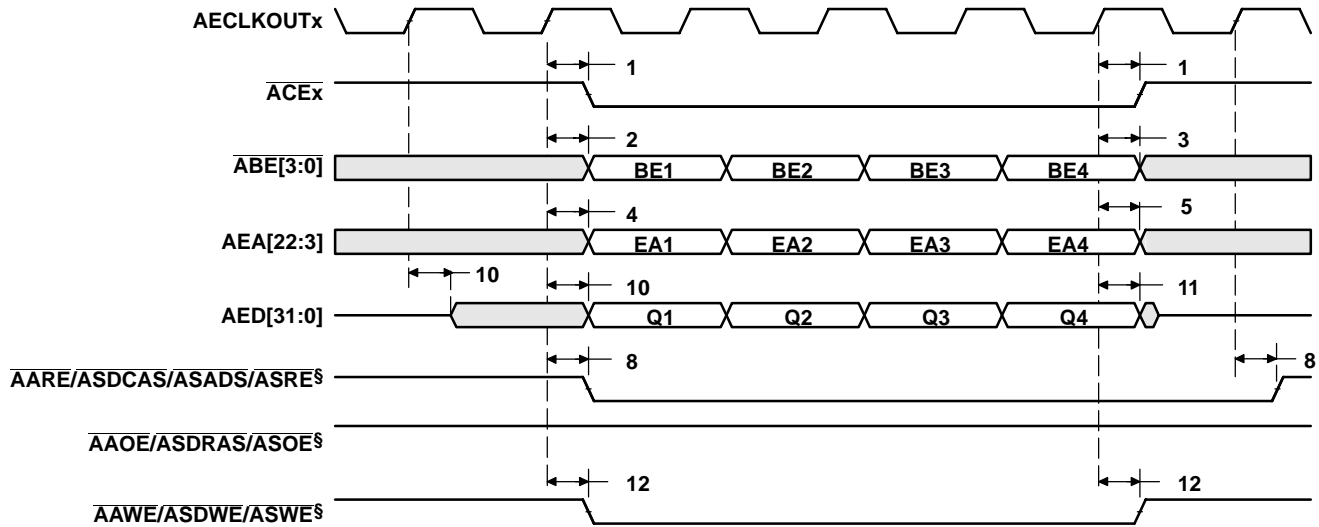 AECLKOUTx
1 1
ACEx
2 3
ABE[3:0] BE1 BE2 BE3 BE4
4 5
AEA[22:3] EA1 EA2 EA3 EA4
10 10 11
AED[31:0] Q1 Q2 Q3 Q4
8 8
AARE/ASDCAS/ASADS/ASRE§
AAOE/ASDRAS/ASOE§
12 12
AAWE/ASDWE/ASWE§